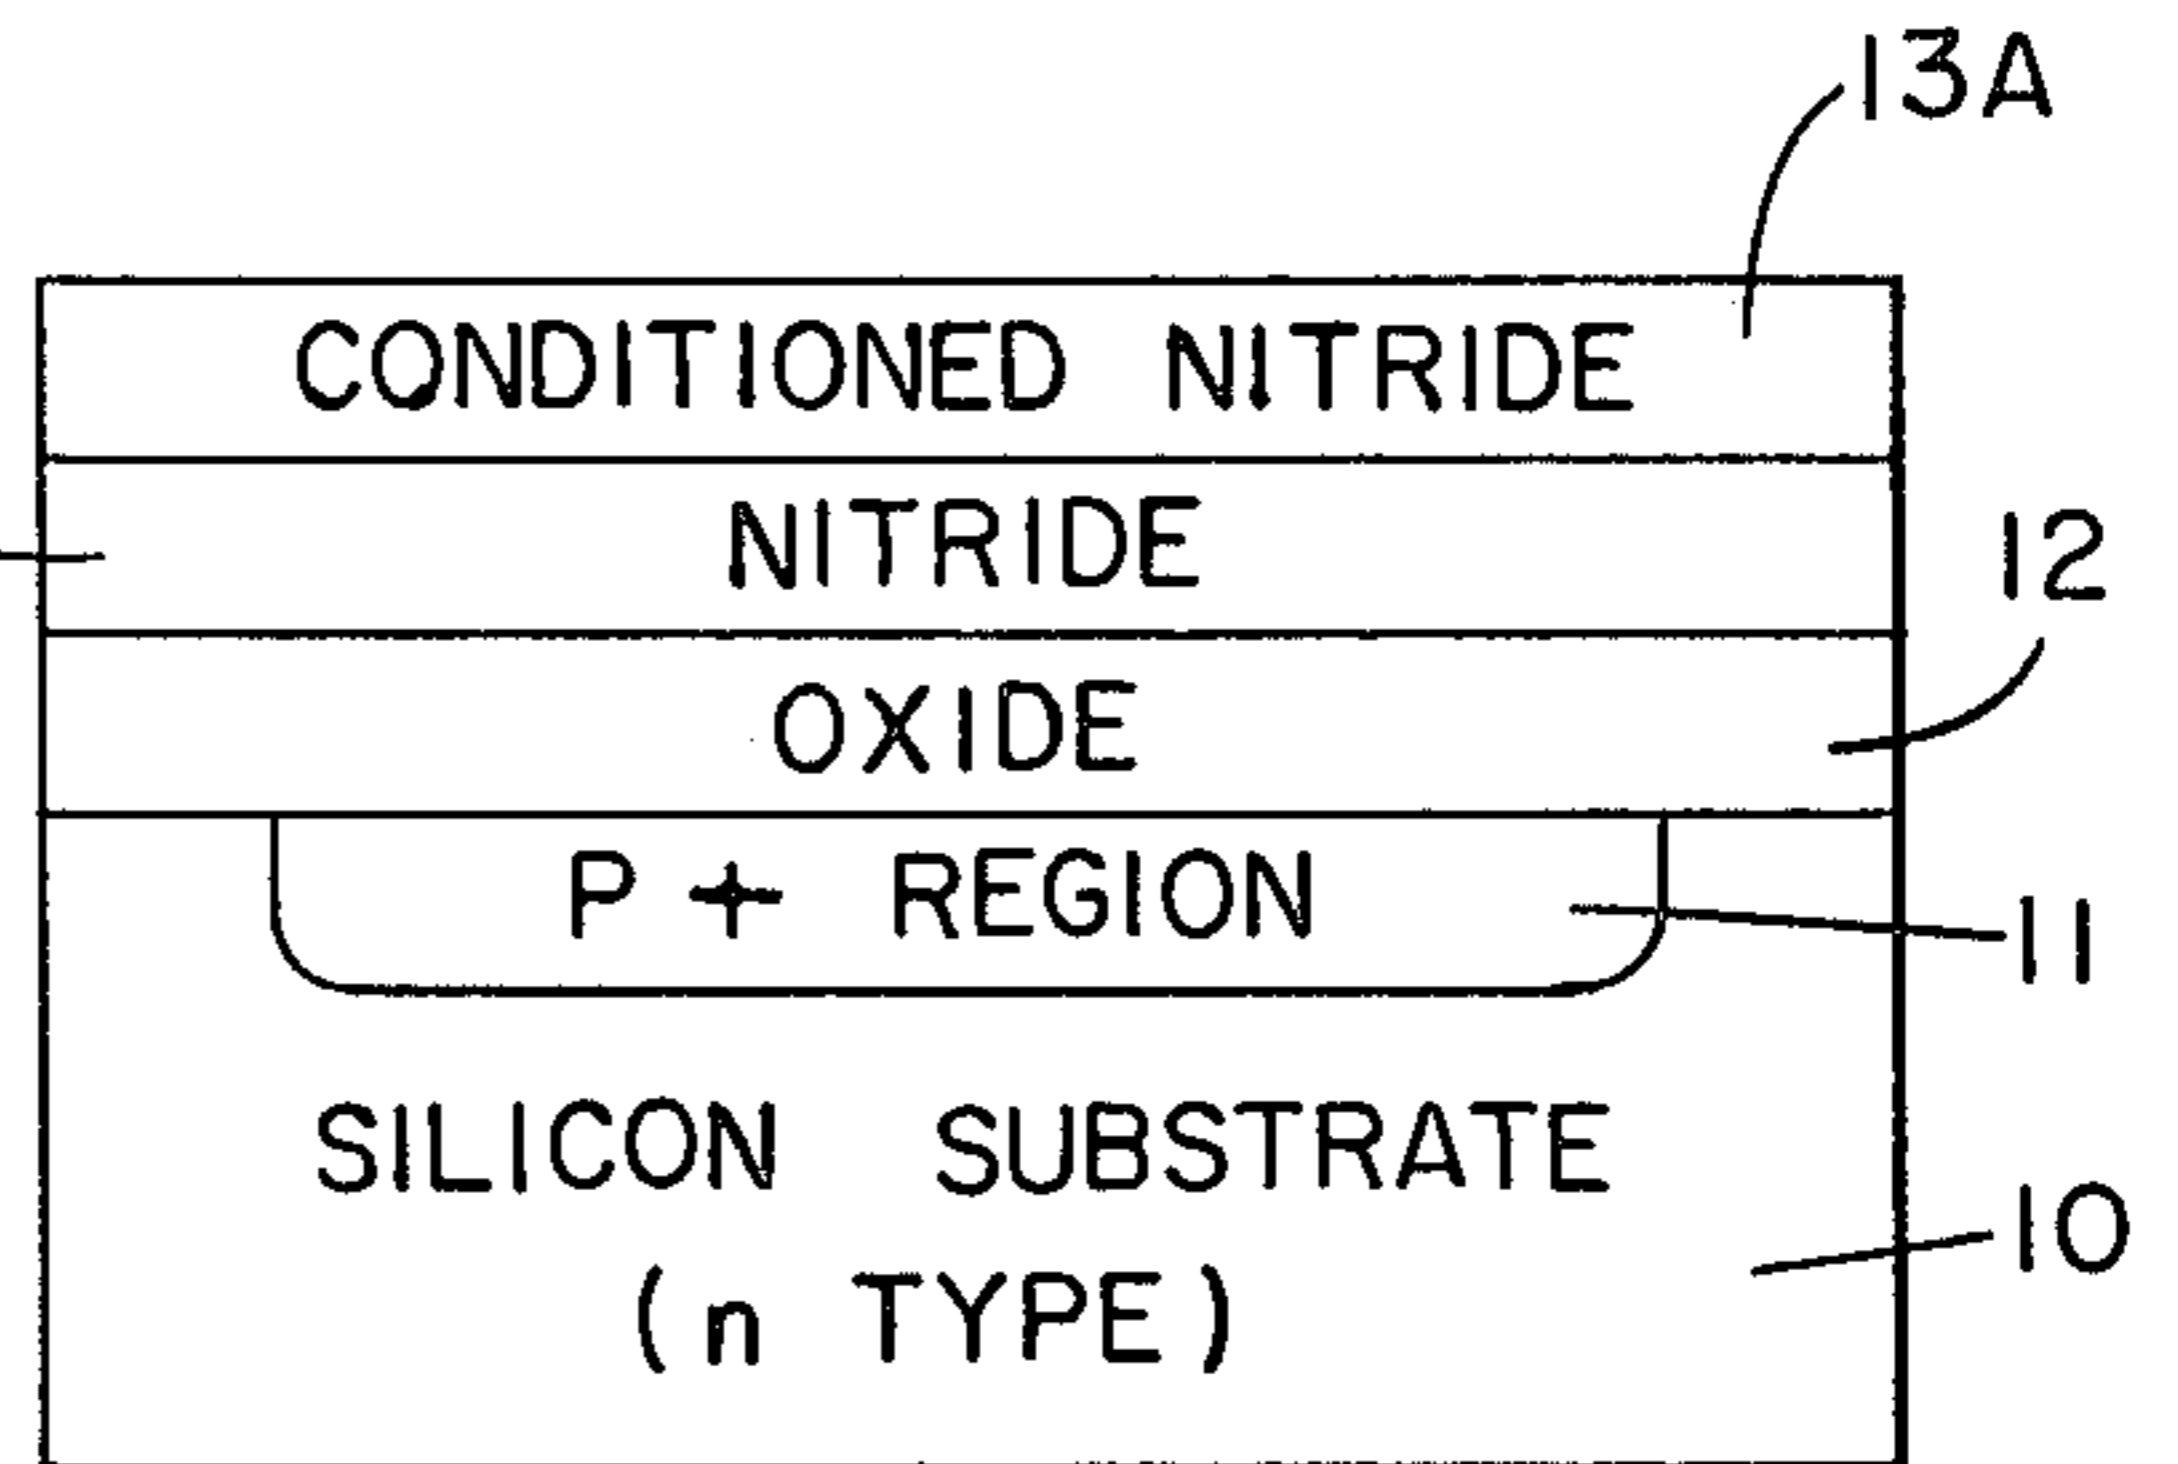 13A
CONDITIONED NITRIDE
NITRIDE
12
OXIDE
P + REGION
11
SILICON SUBSTRATE
10
(n TYPE)